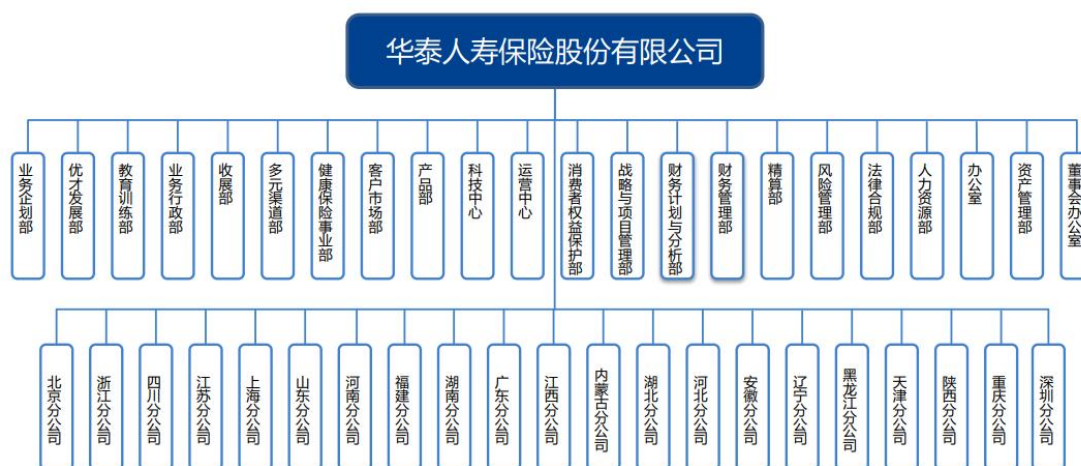 华泰人寿保险股份有限公司
业务企划部
优才发展部
教育训练部
业务行政部
收展部
多元渠道部
健康保险事业部
客户市场部
产品部
科技中心
运营中心
消费者权益保护部
战略与项目管理部
财务计划与分析部
财务管理部
精算部
风险管理部
法律合规部
人力资源部
办公室
资产管理部
董事会办公室
北京分公司
浙江分公司
四川分公司
江苏分公司
上海分公司
山东分公司
河南分公司
福建分公司
湖南分公司
广东分公司
江西分公司
内蒙古分公司
湖北分公司
河北分公司
安徽分公司
辽宁分公司
黑龙江分公司
天津分公司
陕西分公司
重庆分公司
深圳分公司